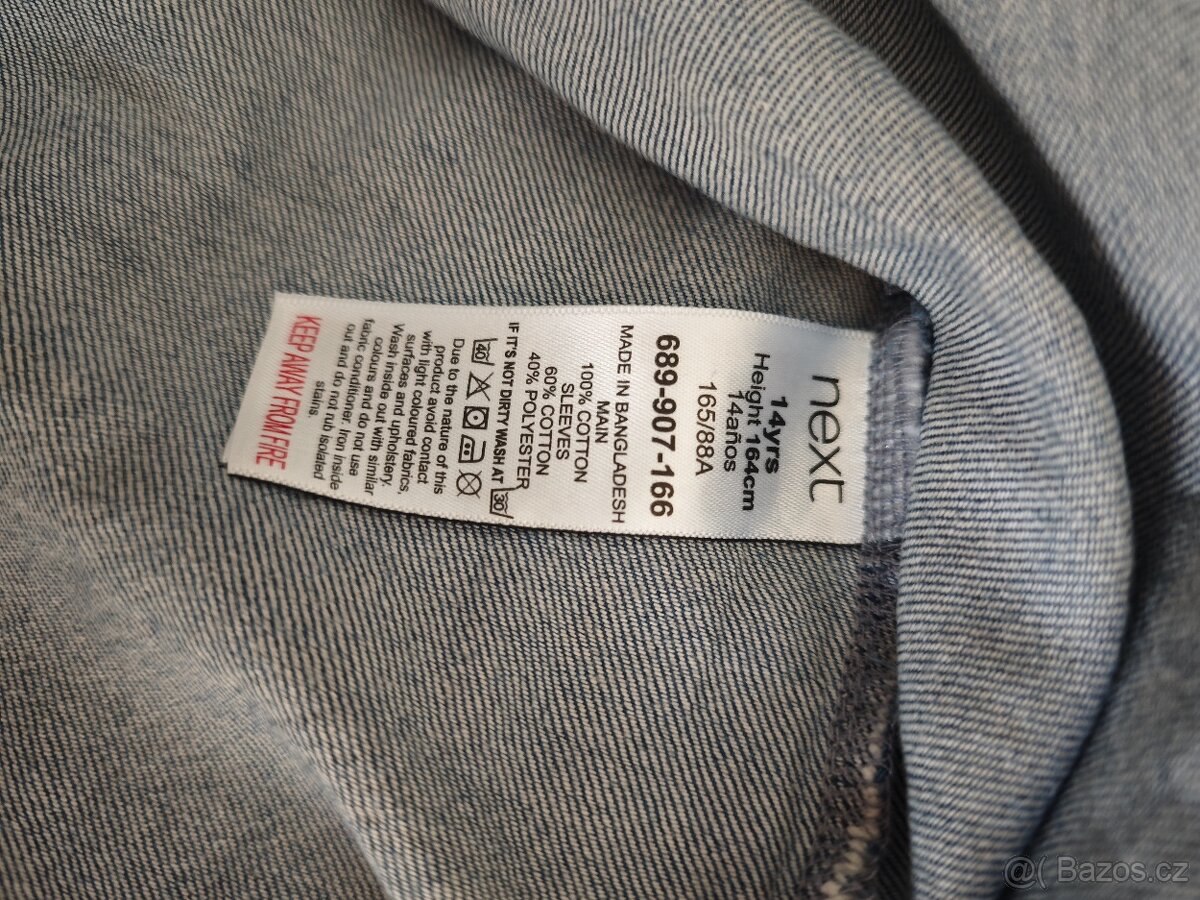 next
14yrs
Height 164cm
14años
165/88A
689-907-166
MADE IN BANGLADESH
MAIN
100% COTTON
SLEEVES
60% COTTON
40% POLYESTER
IF IT'S NOT DIRTY WASH AT 30
40
Due to the nature of this
product avoid contact
with light coloured fabrics,
surfaces and upholstery.
Wash inside out with similar
colours and do not use
fabric conditioner. Iron inside
out and do not rub isolated
stains.
KEEP AWAY FROM FIRE
@( Bazos.cz